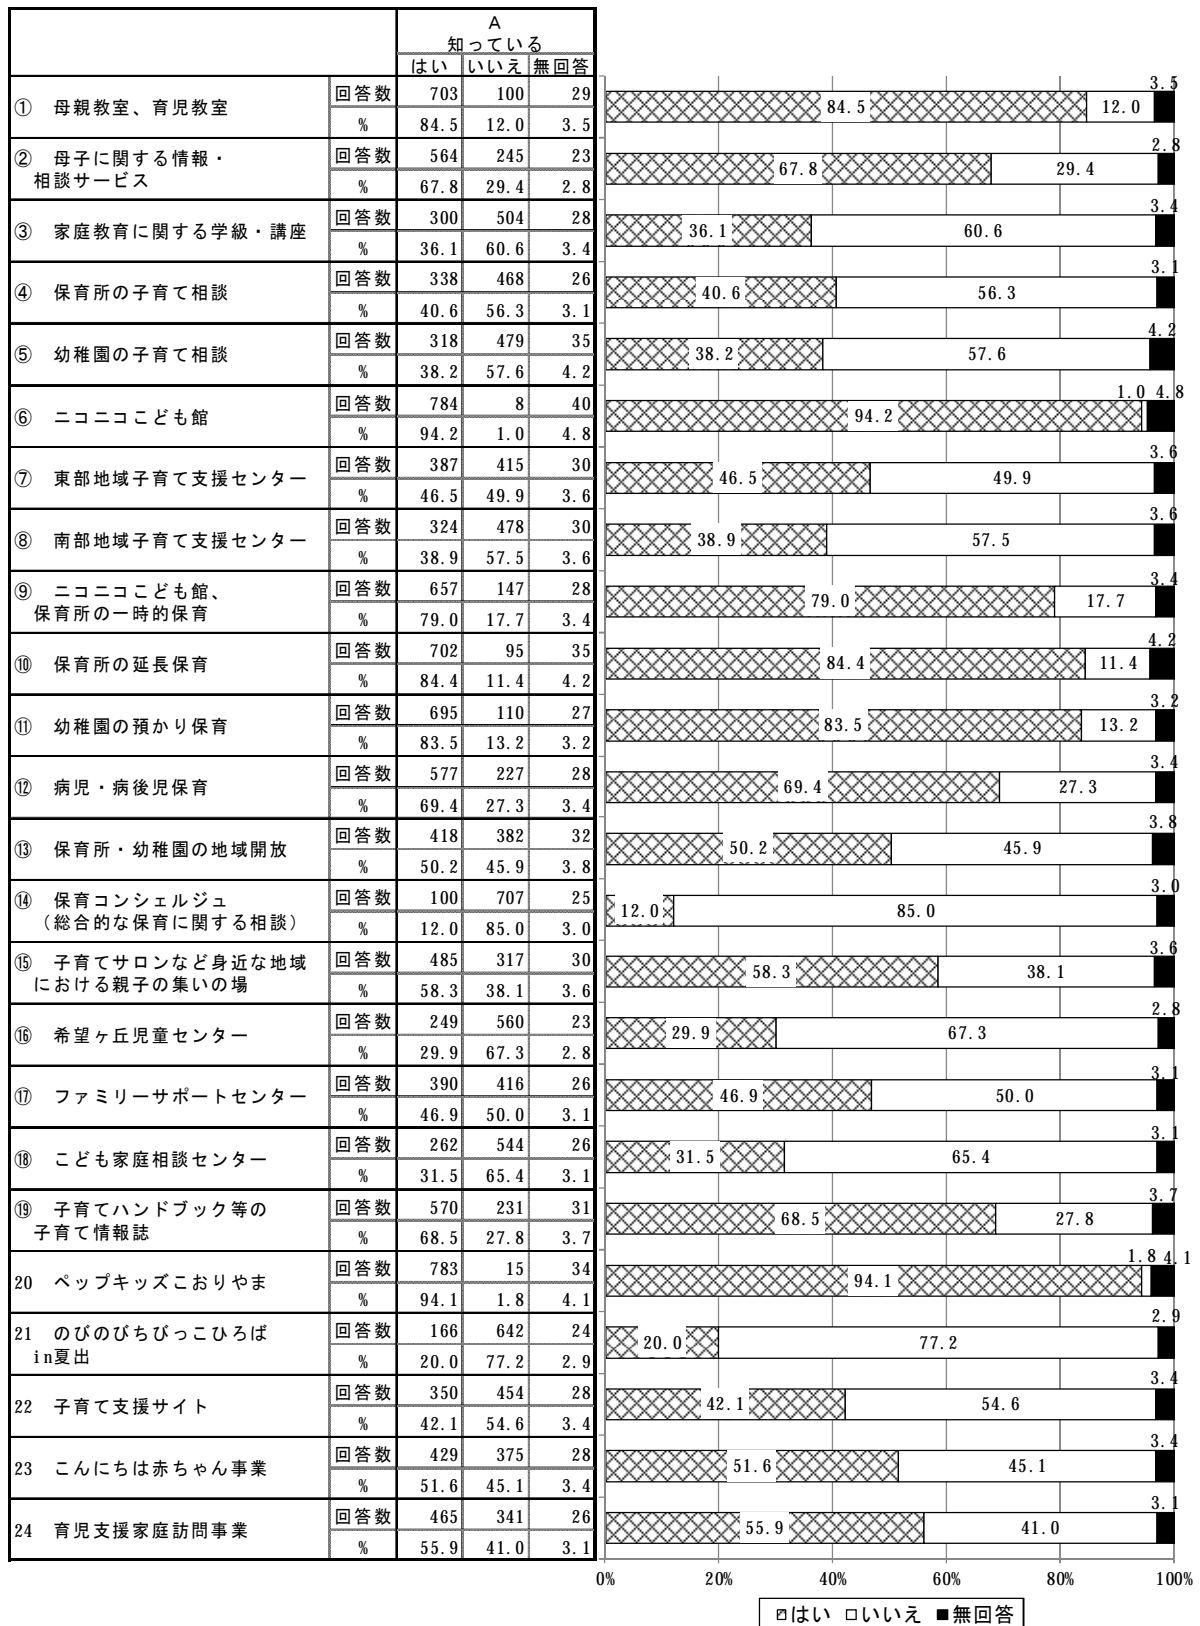 A
知っている
はい いいえ 無回答
① 母親教室、育児教室 回答数 703 100 29
% 84.5 12.0 3.5
② 母子に関する情報・
相談サービス 回答数 564 245 23
% 67.8 29.4 2.8
③ 家庭教育に関する学級・講座 回答数 300 504 28
% 36.1 60.6 3.4
④ 保育所の子育て相談 回答数 338 468 26
% 40.6 56.3 3.1
⑤ 幼稚園の子育て相談 回答数 318 479 35
% 38.2 57.6 4.2
⑥ ニコニコこども館 回答数 784 8 40
% 94.2 1.0 4.8
⑦ 東部地域子育て支援センター 回答数 387 415 30
% 46.5 49.9 3.6
⑧ 南部地域子育て支援センター 回答数 324 478 30
% 38.9 57.5 3.6
⑨ ニコニコこども館、
保育所の一時的保育 回答数 657 147 28
% 79.0 17.7 3.4
⑩ 保育所の延長保育 回答数 702 95 35
% 84.4 11.4 4.2
⑪ 幼稚園の預かり保育 回答数 695 110 27
% 83.5 13.2 3.2
⑫ 病児・病後児保育 回答数 577 227 28
% 69.4 27.3 3.4
⑬ 保育所・幼稚園の地域開放 回答数 418 382 32
% 50.2 45.9 3.8
⑭ 保育コンシェルジュ
（総合的な保育に関する相談） 回答数 100 707 25
% 12.0 85.0 3.0
⑮ 子育てサロンなど身近な地域
における親子の集いの場 回答数 485 317 30
% 58.3 38.1 3.6
⑯ 希望ヶ丘児童センター 回答数 249 560 23
% 29.9 67.3 2.8
⑰ ファミリーサポートセンター 回答数 390 416 26
% 46.9 50.0 3.1
⑱ こども家庭相談センター 回答数 262 544 26
% 31.5 65.4 3.1
⑲ 子育てハンドブック等の
子育て情報誌 回答数 570 231 31
% 68.5 27.8 3.7
20 ペップキッズこおりやま 回答数 783 15 34
% 94.1 1.8 4.1
21 のびのびちびっこひろば
in夏出 回答数 166 642 24
% 20.0 77.2 2.9
22 子育て支援サイト 回答数 350 454 28
% 42.1 54.6 3.4
23 こんにちは赤ちゃん事業 回答数 429 375 28
% 51.6 45.1 3.4
24 育児支援家庭訪問事業 回答数 465 341 26
% 55.9 41.0 3.1
84.5 12.0 3.5
67.8 29.4 2.8
36.1 60.6 3.4
40.6 56.3 3.1
38.2 57.6 4.2
94.2 1.0 4.8
46.5 49.9 3.6
38.9 57.5 3.6
79.0 17.7 3.4
84.4 11.4 4.2
83.5 13.2 3.2
69.4 27.3 3.4
50.2 45.9 3.8
12.0 85.0 3.0
58.3 38.1 3.6
29.9 67.3 2.8
46.9 50.0 3.1
31.5 65.4 3.1
68.5 27.8 3.7
94.1 1.8 4.1
20.0 77.2 2.9
42.1 54.6 3.4
51.6 45.1 3.4
55.9 41.0 3.1
0% 20% 40% 60% 80% 100%
はい いいえ 無回答